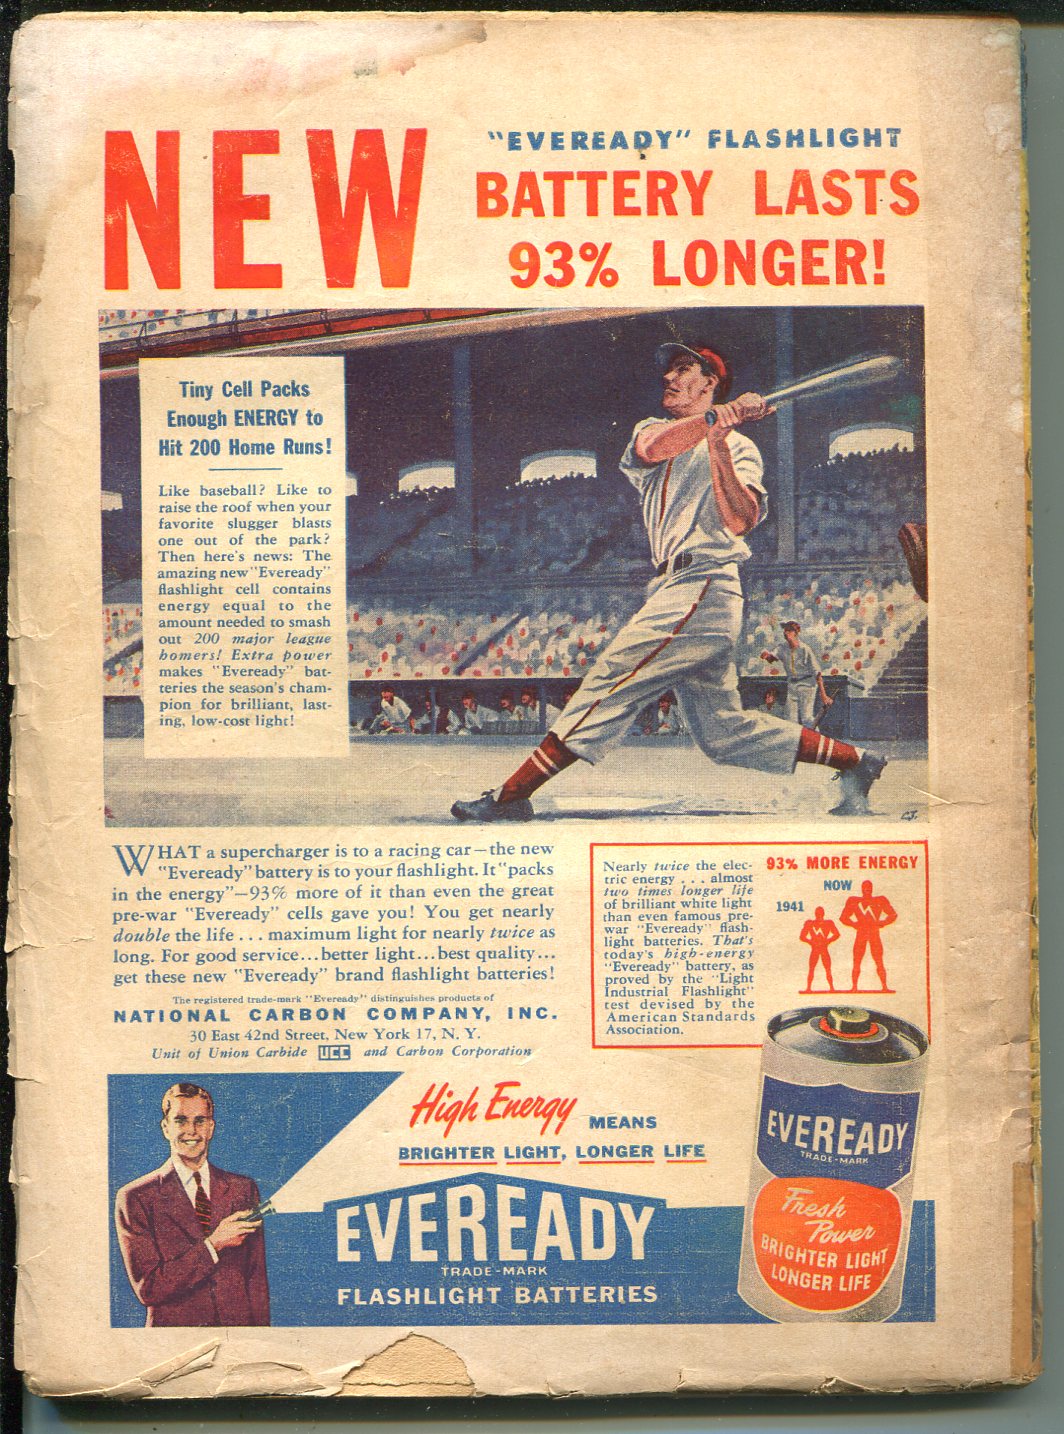 NEW
"EVEREADY" FLASHLIGHT
BATTERY LASTS
93% LONGER!
Tiny Cell Packs
Enough ENERGY to
Hit 200 Home Runs!
Like baseball? Like to
raise the roof when your
favorite slugger blasts
one out of the park?
Then here's news: The
amazing new "Eveready"
flashlight cell contains
energy equal to the
amount needed to smash
out 200 major league
homers! Extra power
makes "Eveready" bat-
teries the season's cham-
pion for brilliant, last-
ing, low-cost light!
CJ.
WHAT a supercharger is to a racing car—the new
"Eveready" battery is to your flashlight. It "packs
in the energy"—93% more of it than even the great
pre-war "Eveready" cells gave you! You get nearly
double the life . . . maximum light for nearly twice as
long. For good service...better light...best quality...
get these new "Eveready" brand flashlight batteries!
The registered trade-mark "Eveready" distinguishes products of
NATIONAL CARBON COMPANY, INC.
30 East 42nd Street, New York 17, N. Y.
Unit of Union Carbide UCC and Carbon Corporation
Nearly twice the elec-
tric energy . . . almost
two times longer life
of brilliant white light
than even famous pre-
war "Eveready" flash-
light batteries. That's
today's high-energy
"Eveready" battery, as
proved by the "Light
Industrial Flashlight"
test devised by the
American Standards
Association.
93% MORE ENERGY
NOW
1941
High Energy MEANS
BRIGHTER LIGHT, LONGER LIFE
EVEREADY
TRADE-MARK
FLASHLIGHT BATTERIES
EVEREADY
TRADE-MARK
Fresh
Power
BRIGHTER LIGHT
LONGER LIFE